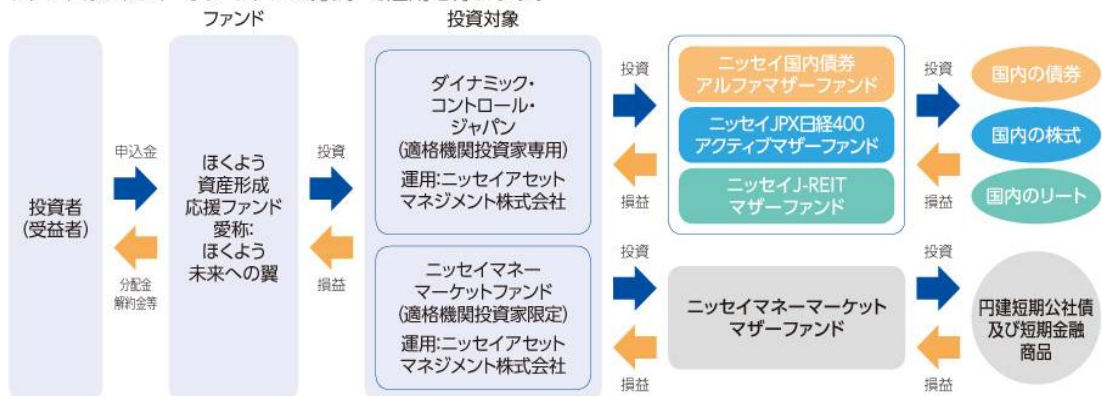 ファンド
投資対象
投資者
(受益者)
申込金
分配金
解約金等
ほくよう
資産形成
応援ファンド
愛称:
ほくよう
未来への翼
投資
損益
ダイナミック・
コントロール・
ジャパン
(適格機関投資家専用)
運用:ニッセイアセット
マネジメント株式会社
投資
損益
ニッセイ国内債券
アルファマザーファンド
ニッセイJPX日経400
アクティブマザーファンド
ニッセイJ-REIT
マザーファンド
投資
損益
国内の債券
国内の株式
国内のリート
ニッセイマネー
マーケットファンド
(適格機関投資家限定)
運用:ニッセイアセット
マネジメント株式会社
投資
損益
ニッセイマネーマーケット
マザーファンド
投資
損益
円建短期公社債
及び短期金融
商品